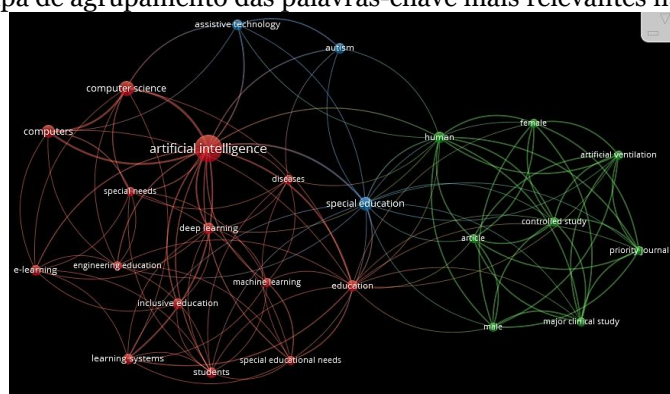 pa de agrupamento das palavras-chave mais relevantes
assistive technology
autism
computer science
female
computers
human
artificial intelligence
artificial ventilation
diseases
special needs
special education
controlled study
deep learning
article
priority journal
e-learning
engineering education
machine learning
education
inclusive education
male
major clinical study
learning systems
special educational needs
students